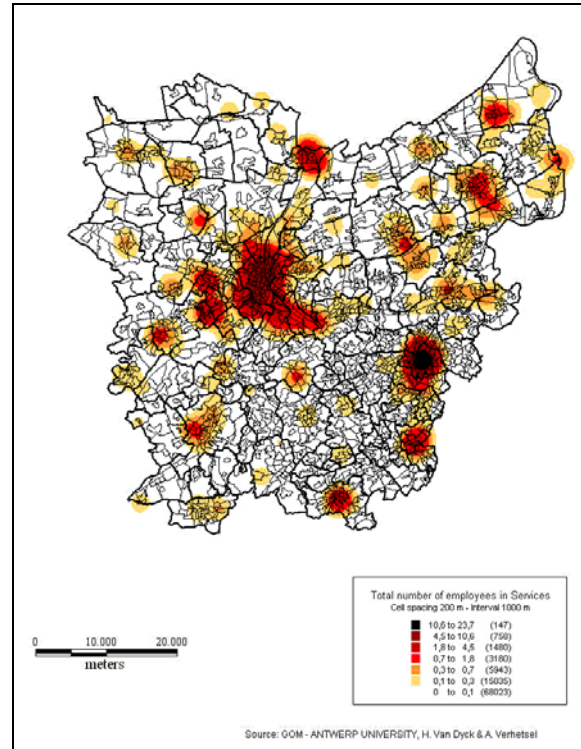 Total number of employees in Services
Cell spacing 200 m - Interval 1000 m
10,6 to 23,7 (147)
4,5 to 10,6 (758)
1,8 to 4,5 (1480)
0,7 to 1,8 (3180)
0,3 to 0,7 (5943)
0,1 to 0,3 (15035)
0 to 0,1 (68023)
0 10.000 20.000
meters
Source: GOM - ANTWERP UNIVERSITY, H. Van Dyck & A. Verhetsel